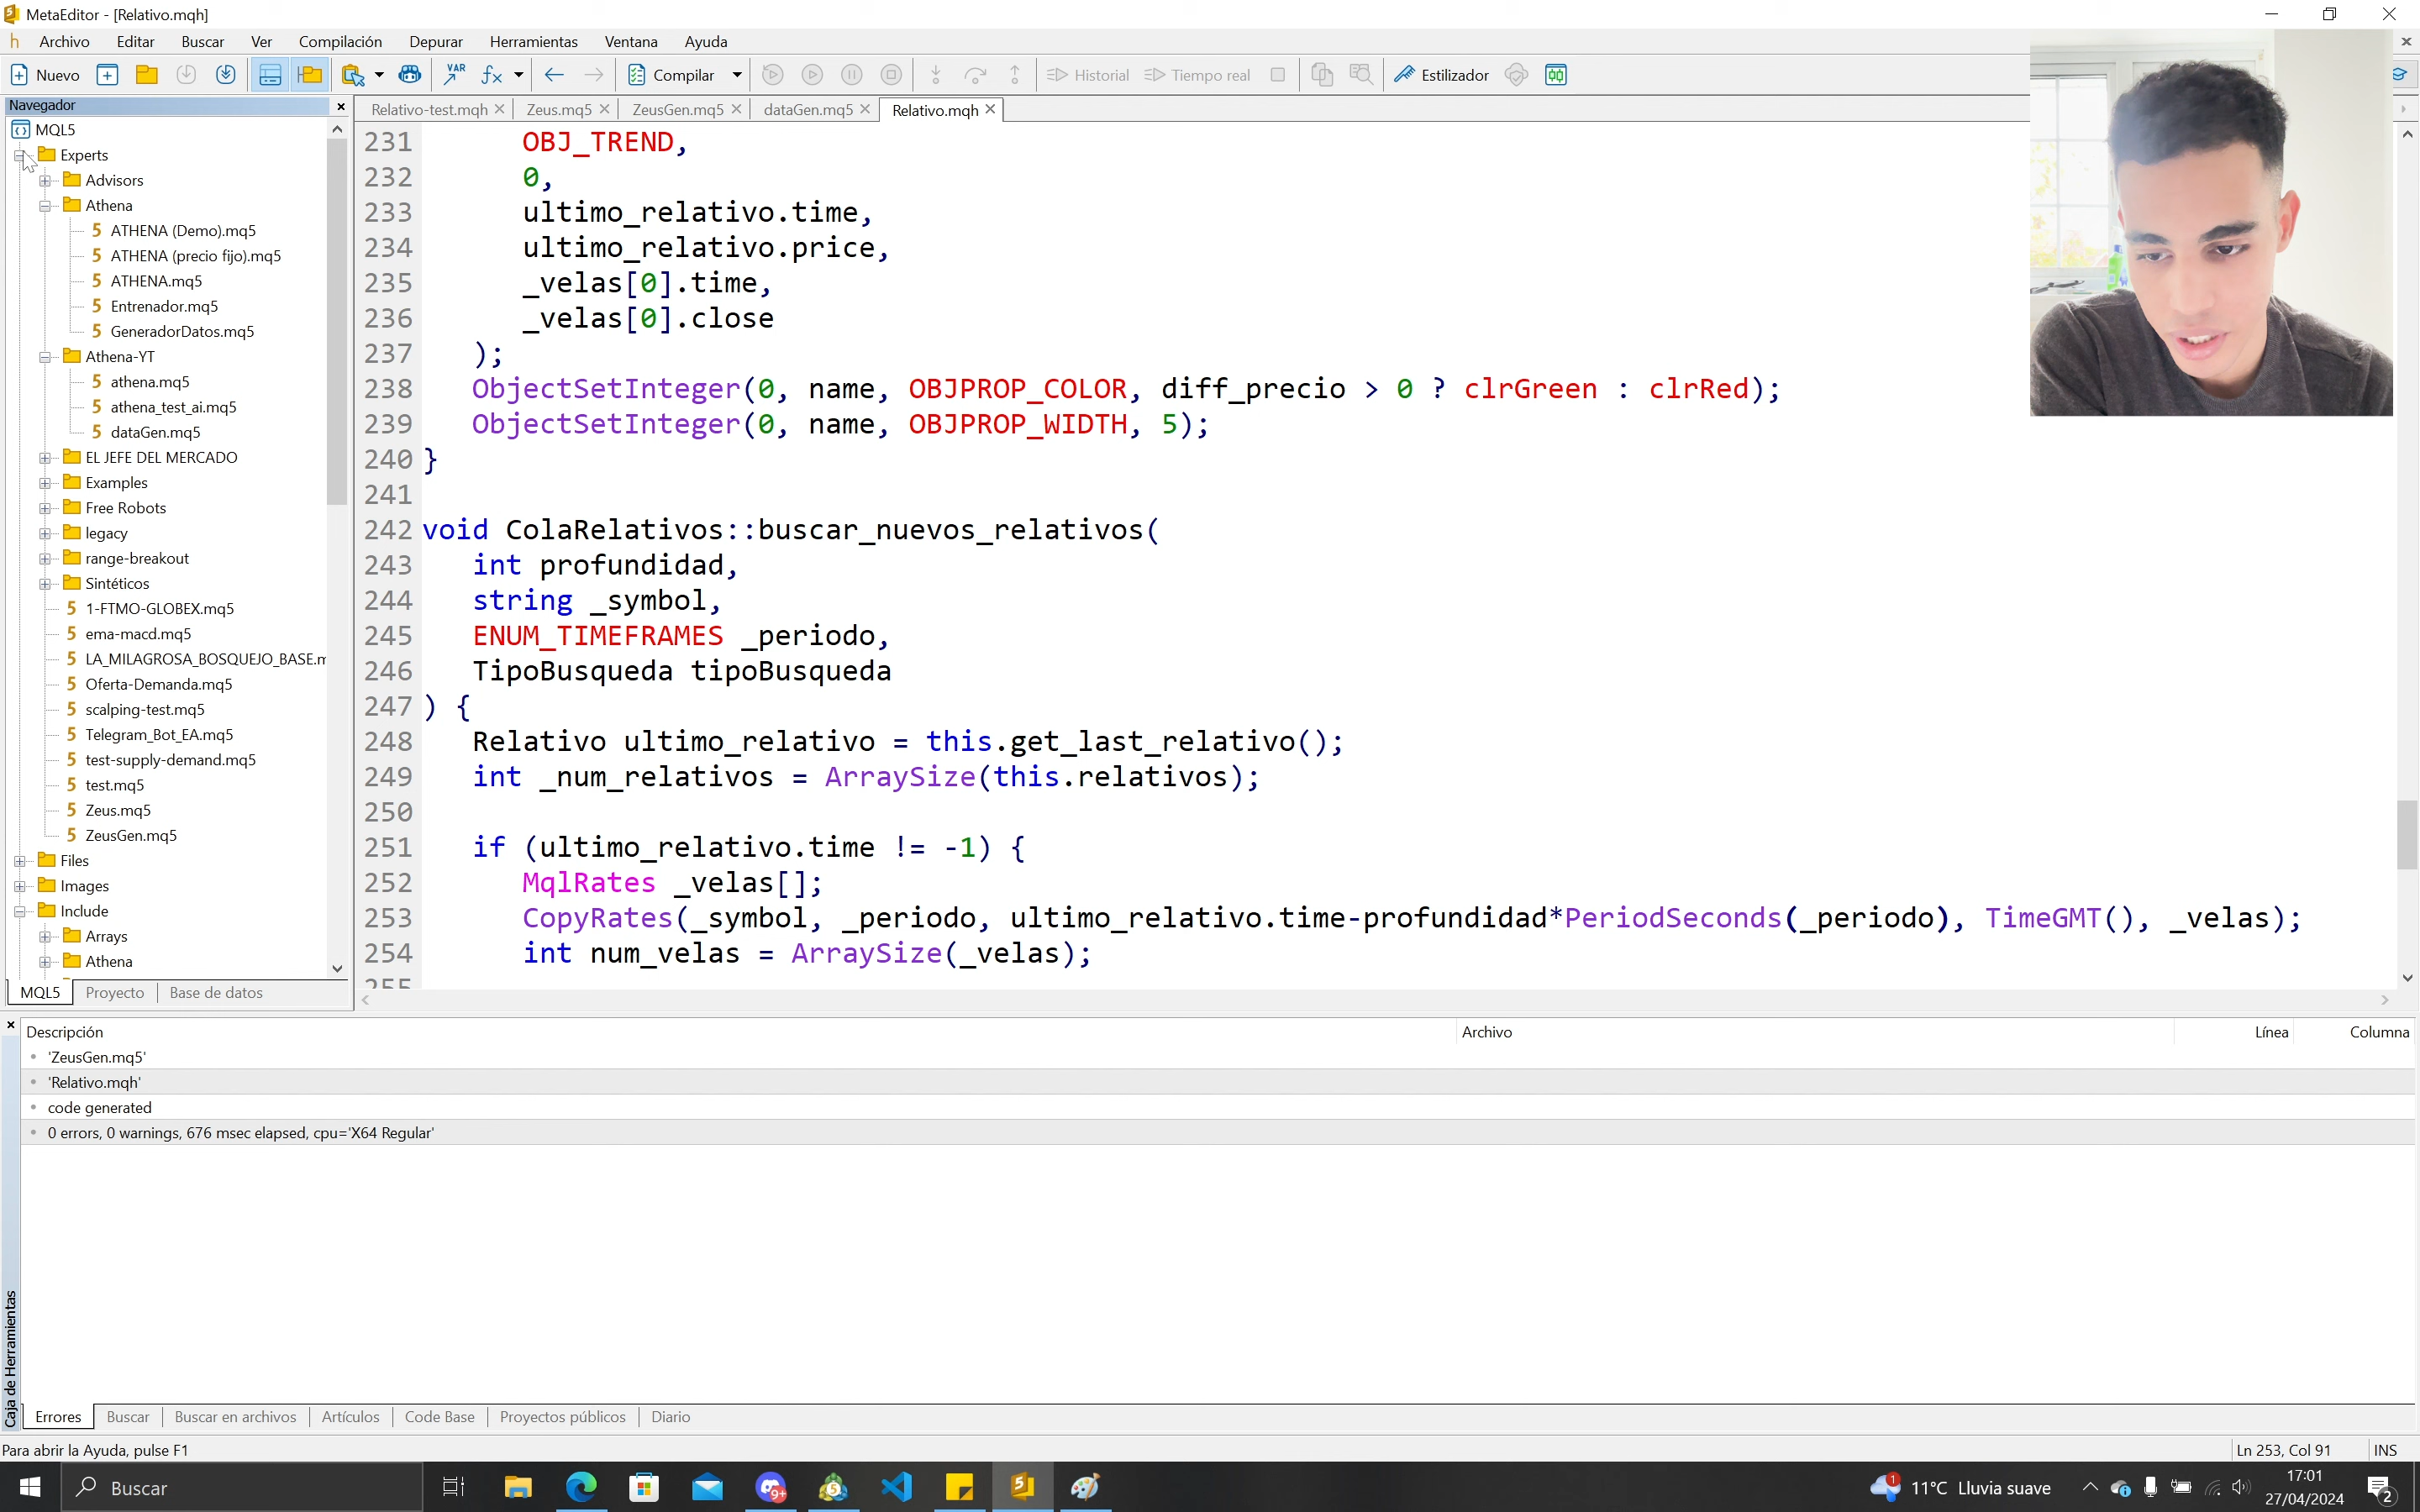 MetaEditor - [Relativo.mqh]
Archivo Editar Buscar Ver Compilación Depurar Herramientas Ventana Ayuda
Nuevo VAR fx Compilar Historial Tiempo real Estilizador
Navegador
Relativo-test.mqh Zeus.mq5 ZeusGen.mq5 dataGen.mq5 Relativo.mqh
MQL5
Experts
Advisors
Athena
ATHENA (Demo).mq5
ATHENA (precio fijo).mq5
ATHENA.mq5
Entrenador.mq5
GeneradorDatos.mq5
Athena-YT
athena.mq5
athena_test_ai.mq5
dataGen.mq5
EL JEFE DEL MERCADO
Examples
Free Robots
legacy
range-breakout
Sintéticos
1-FTMO-GLOBEX.mq5
ema-macd.mq5
LA_MILAGROSA_BOSQUEJO_BASE.m
Oferta-Demanda.mq5
scalping-test.mq5
Telegram_Bot_EA.mq5
test-supply-demand.mq5
test.mq5
Zeus.mq5
ZeusGen.mq5
Files
Images
Include
Arrays
Athena
MQL5 Proyecto Base de datos
231 OBJ_TREND,
232 0,
233 ultimo_relativo.time,
234 ultimo_relativo.price,
235 _velas[0].time,
236 _velas[0].close
237 );
238 ObjectSetInteger(0, name, OBJPROP_COLOR, diff_precio > 0 ? clrGreen : clrRed);
239 ObjectSetInteger(0, name, OBJPROP_WIDTH, 5);
240 }
241
242 void ColaRelativos::buscar_nuevos_relativos(
243 int profundidad,
244 string _symbol,
245 ENUM_TIMEFRAMES _periodo,
246 TipoBusqueda tipoBusqueda
247 ) {
248 Relativo ultimo_relativo = this.get_last_relativo();
249 int _num_relativos = ArraySize(this.relativos);
250
251 if (ultimo_relativo.time != -1) {
252 MqlRates _velas[];
253 CopyRates(_symbol, _periodo, ultimo_relativo.time-profundidad*PeriodSeconds(_periodo), TimeGMT(), _velas);
254 int num_velas = ArraySize(_velas);
255
Descripción Archivo Línea Columna
'ZeusGen.mq5'
'Relativo.mqh'
code generated
0 errors, 0 warnings, 676 msec elapsed, cpu='X64 Regular'
Caja de Herramientas
Errores Buscar Buscar en archivos Artículos Code Base Proyectos públicos Diario
Para abrir la Ayuda, pulse F1 Ln 253, Col 91 INS
Buscar 9+ 1 11°C Lluvia suave 17:01
27/04/2024 2